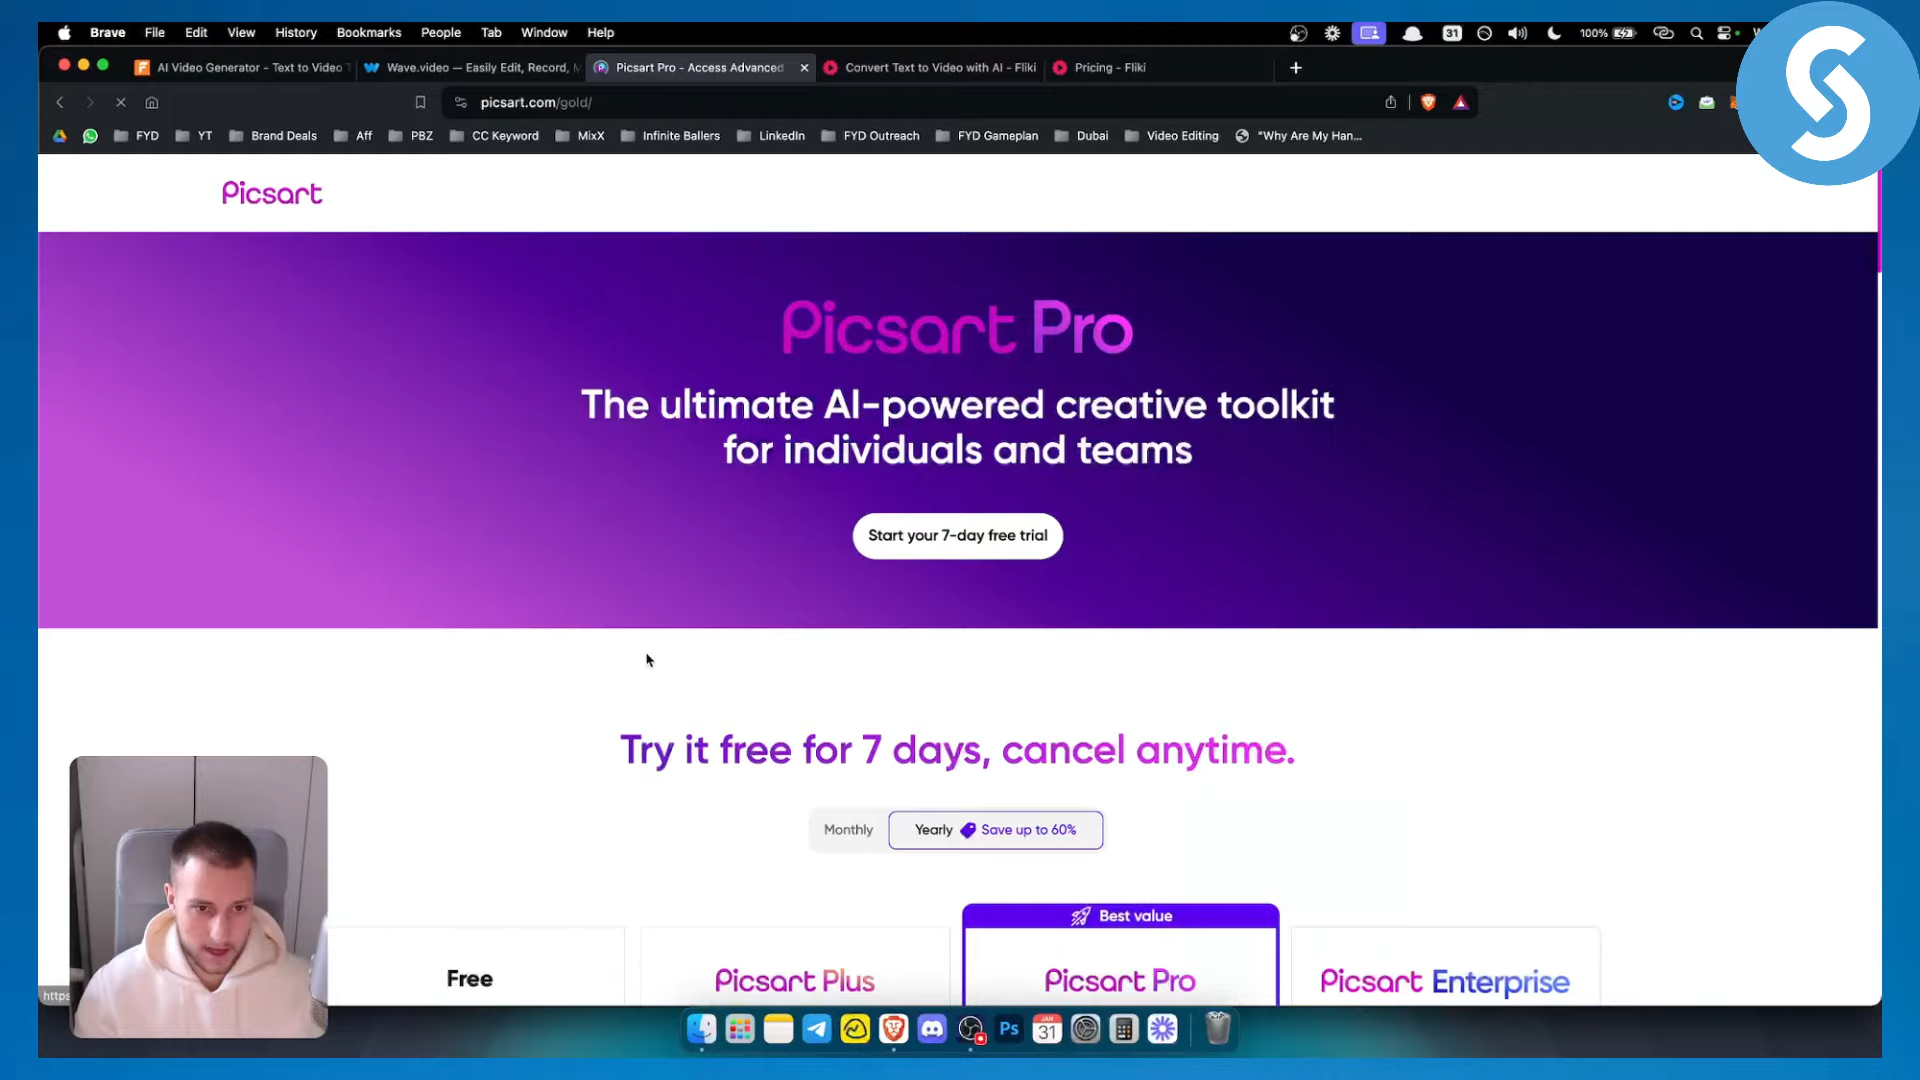 Brave File Edit View History Bookmarks People Tab Window Help 31 100%
AI Video Generator - Text to Video Wave.video — Easily Edit, Record, Picsart Pro - Access Advanced Convert Text to Video with AI - Fliki Pricing - Fliki
picsart.com/gold/
FYD YT Brand Deals Aff PBZ CC Keyword MixX Infinite Ballers LinkedIn FYD Outreach FYD Gameplan Dubai Video Editing "Why Are My Han...
Picsart
Picsart Pro
The ultimate AI-powered creative toolkit
for individuals and teams
Start your 7-day free trial
Try it free for 7 days, cancel anytime.
Monthly Yearly Save up to 60%
Best value
Free Picsart Plus Picsart Pro Picsart Enterprise
https
Ps JAN 31